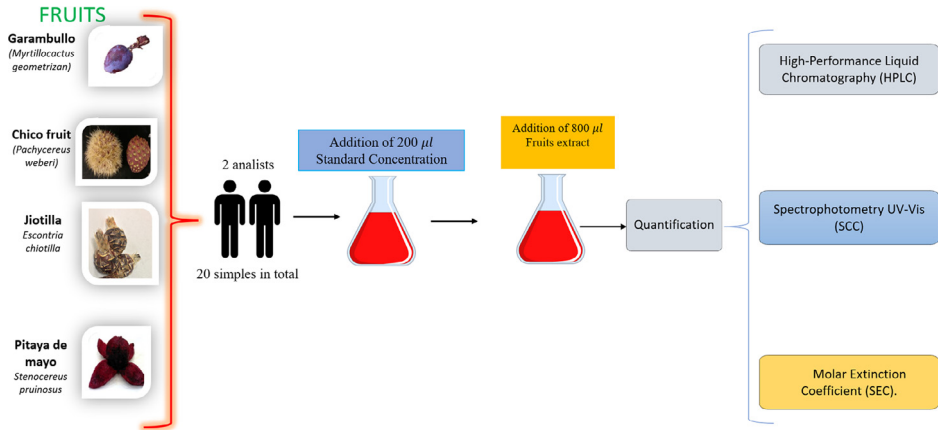 FRUITS
Garambullo
(Myrtillocactus
geometrizan)
Chico fruit
(Pachycereus
weberi)
Jiotilla
Escontria
chiotilla
Pitaya de
mayo
Stenocereus
pruinosus
2 analists
20 simples in total
Addition of 200 µl
Standard Concentration
Addition of 800 µl
Fruits extract
Quantification
High-Performance Liquid
Chromatography (HPLC)
Spectrophotometry UV-Vis
(SCC)
Molar Extinction
Coefficient (SEC).